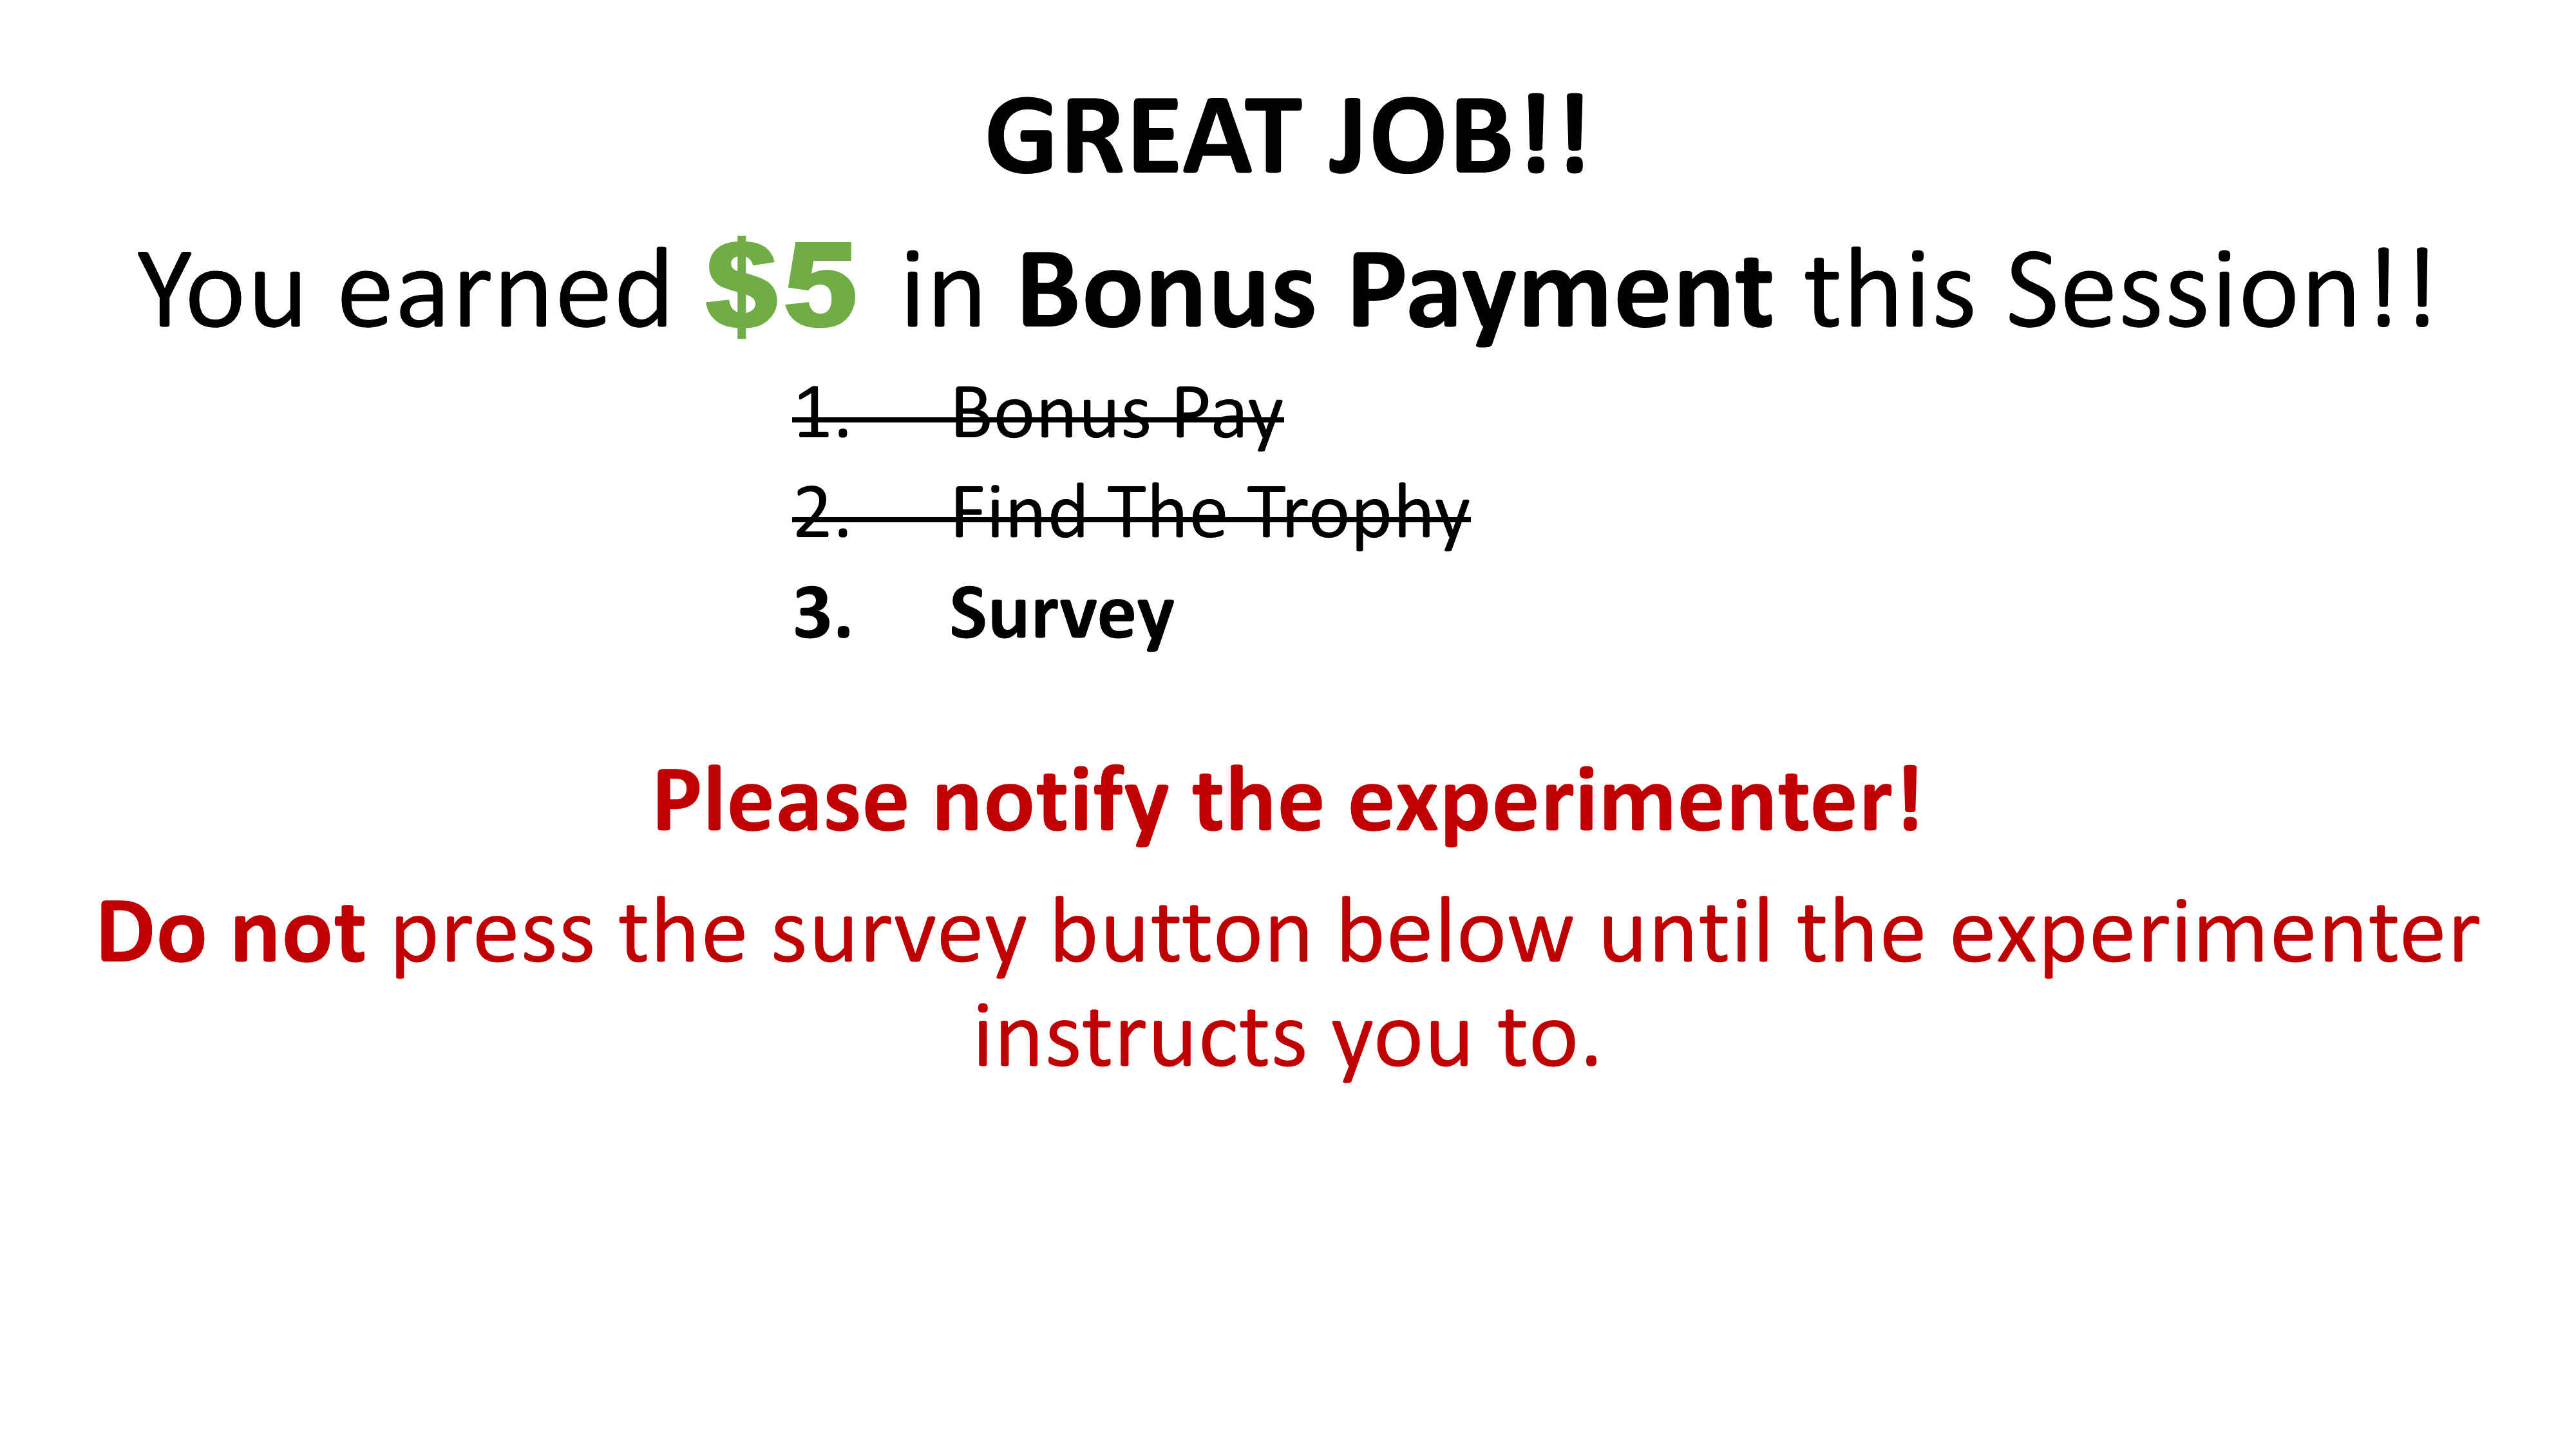 GREAT JOB!!
You earned $5 in Bonus Payment this Session!!
1. Bonus Pay
2. Find The Trophy
3. Survey
Please notify the experimenter!
Do not press the survey button below until the experimenter
instructs you to.